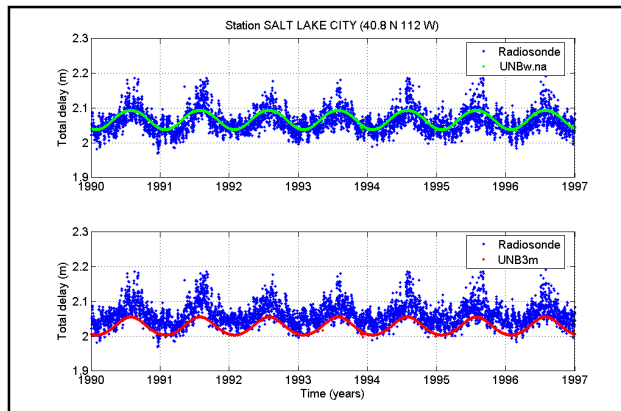 Station SALT LAKE CITY (40.8 N 112 W)
2.3
2.2
2.1
2
1.9
Total delay (m)
Radiosonde
UNBw.na
1990 1991 1992 1993 1994 1995 1996 1997
2.3
2.2
2.1
2
1.9
Total delay (m)
Radiosonde
UNB3m
1990 1991 1992 1993 1994 1995 1996 1997
Time (years)